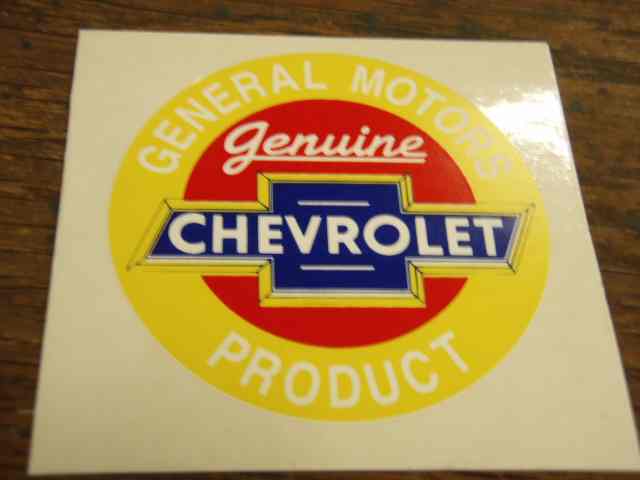 GENERAL MOTORS
Genuine
CHEVROLET
PRODUCT